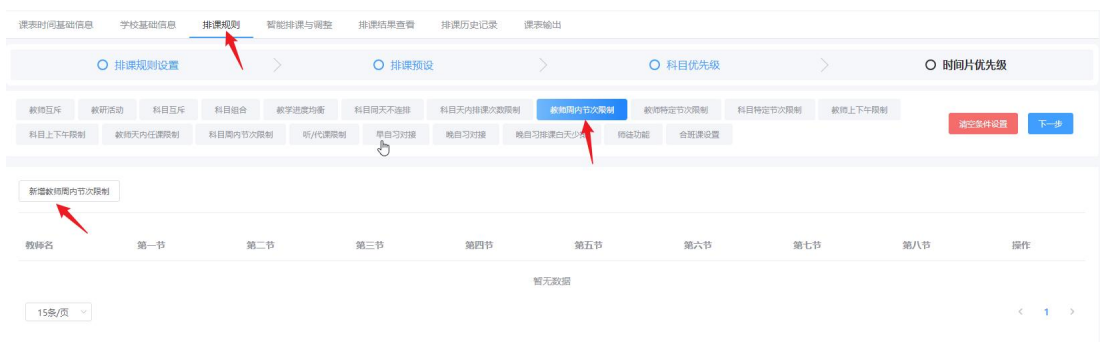 课表时间基础信息 学校基础信息 排课规则 智能排课与调整 排课结果查看 排课历史记录 课表输出
排课规则设置 排课预设 科目优先级 时间片优先级
教师互斥 教研活动 科目互斥 科目组合 教学进度均衡 科目同天不连排 科目天内排课次数限制 教师周内节次限制 教师特定节次限制 科目特定节次限制 教师上下午限制
清空条件设置 下一步
科目上下午限制 教师天内任课限制 科目周内节次限制 听/代课限制 早自习对接 晚自习对接 晚自习排课白天少 师徒功能 合班课设置
新增教师周内节次限制
教师名 第一节 第二节 第三节 第四节 第五节 第六节 第七节 第八节 操作
暂无数据
15条/页 1